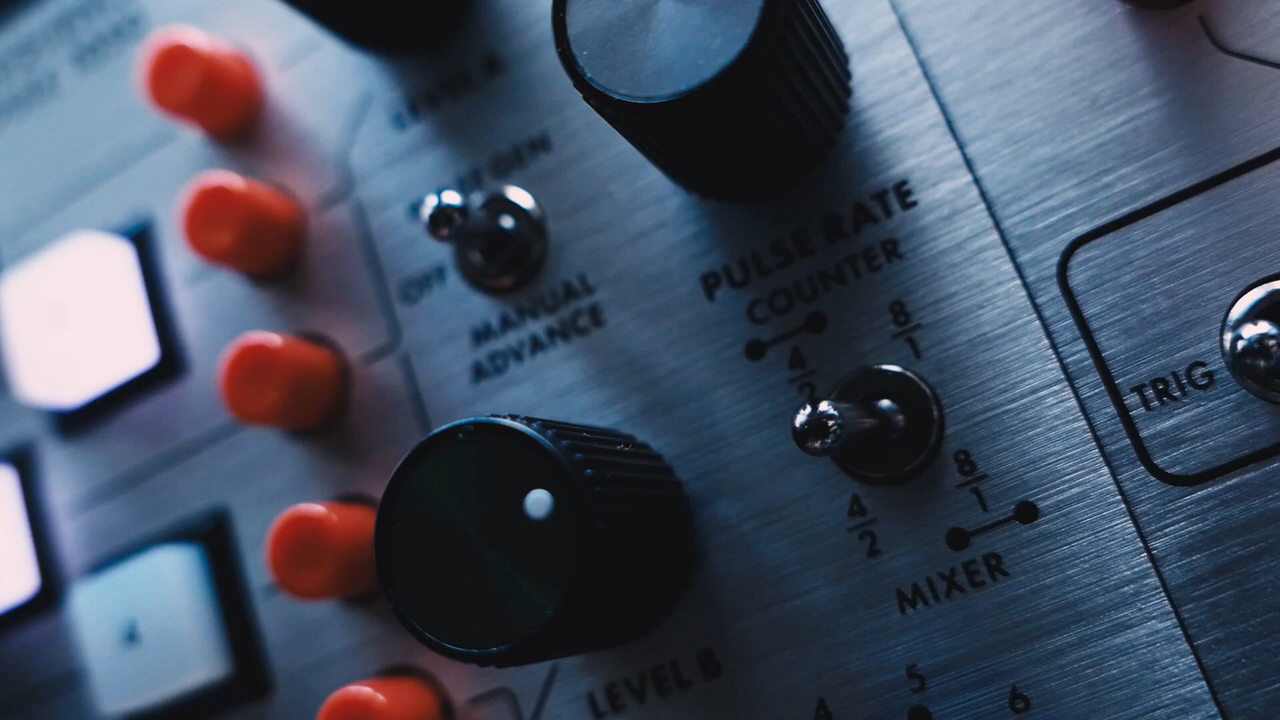 LEVEL A
OFF
MANUAL
ADVANCE
PULSE RATE
COUNTER
8
1
4
2
TRIG
8
1
4
2
MIXER
LEVEL B
4
5
6